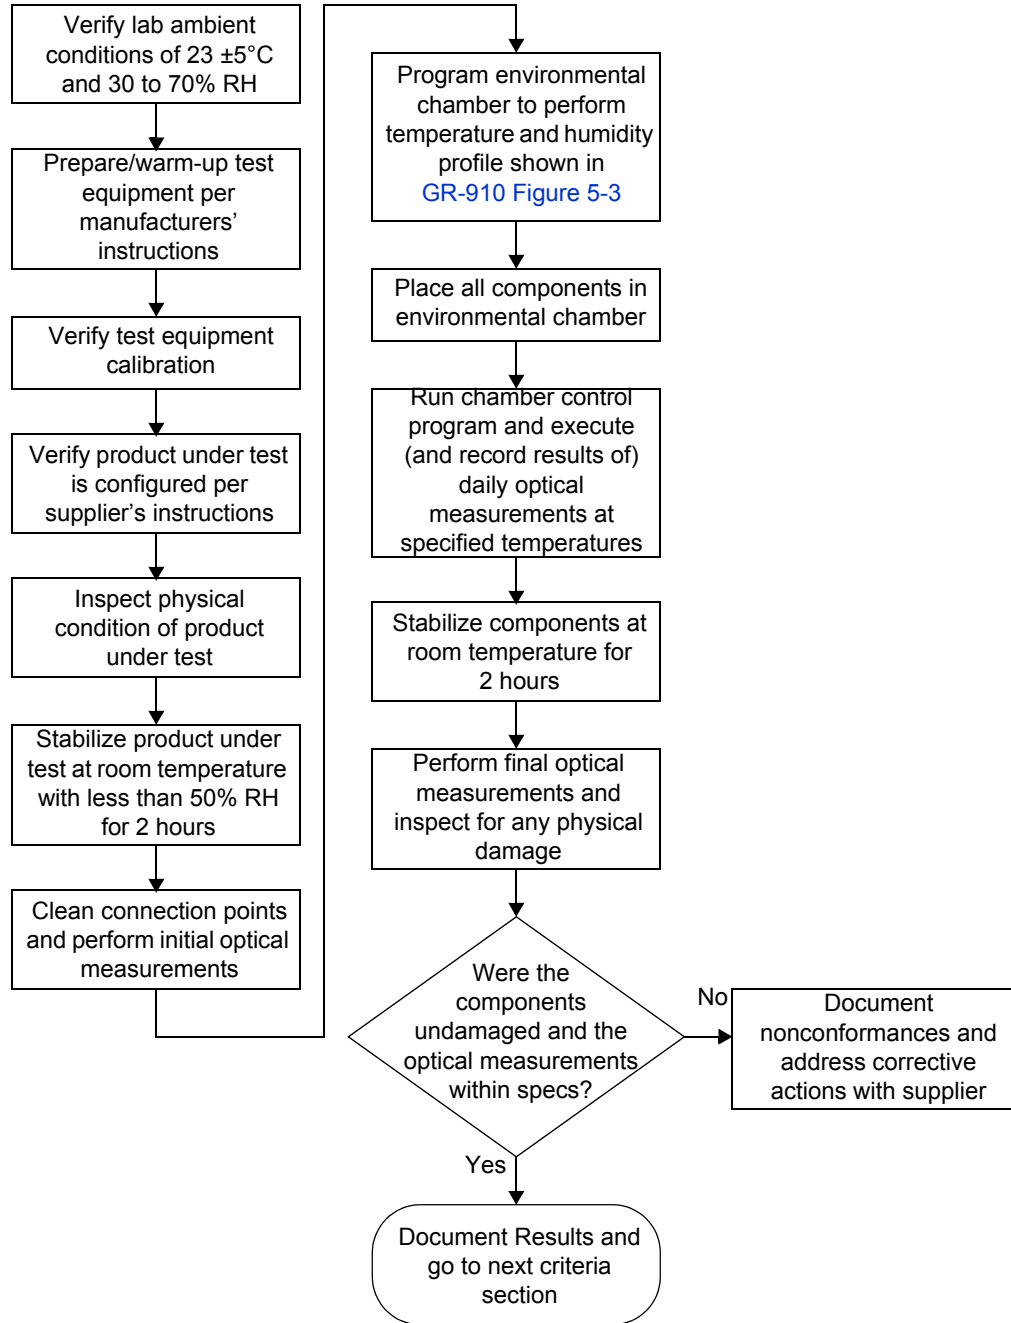 Verify lab ambient
conditions of 23 ±5°C
and 30 to 70% RH
Prepare/warm-up test
equipment per
manufacturers’
instructions
Verify test equipment
calibration
Verify product under test
is configured per
supplier’s instructions
Inspect physical
condition of product
under test
Stabilize product under
test at room temperature
with less than 50% RH
for 2 hours
Clean connection points
and perform initial optical
measurements
Program environmental
chamber to perform
temperature and humidity
profile shown in
GR-910 Figure 5-3
Place all components in
environmental chamber
Run chamber control
program and execute
(and record results of)
daily optical
measurements at
specified temperatures
Stabilize components at
room temperature for
2 hours
Perform final optical
measurements and
inspect for any physical
damage
Were the
components
undamaged and the
optical measurements
within specs?
No
Document
nonconformances and
address corrective
actions with supplier
Yes
Document Results and
go to next criteria
section